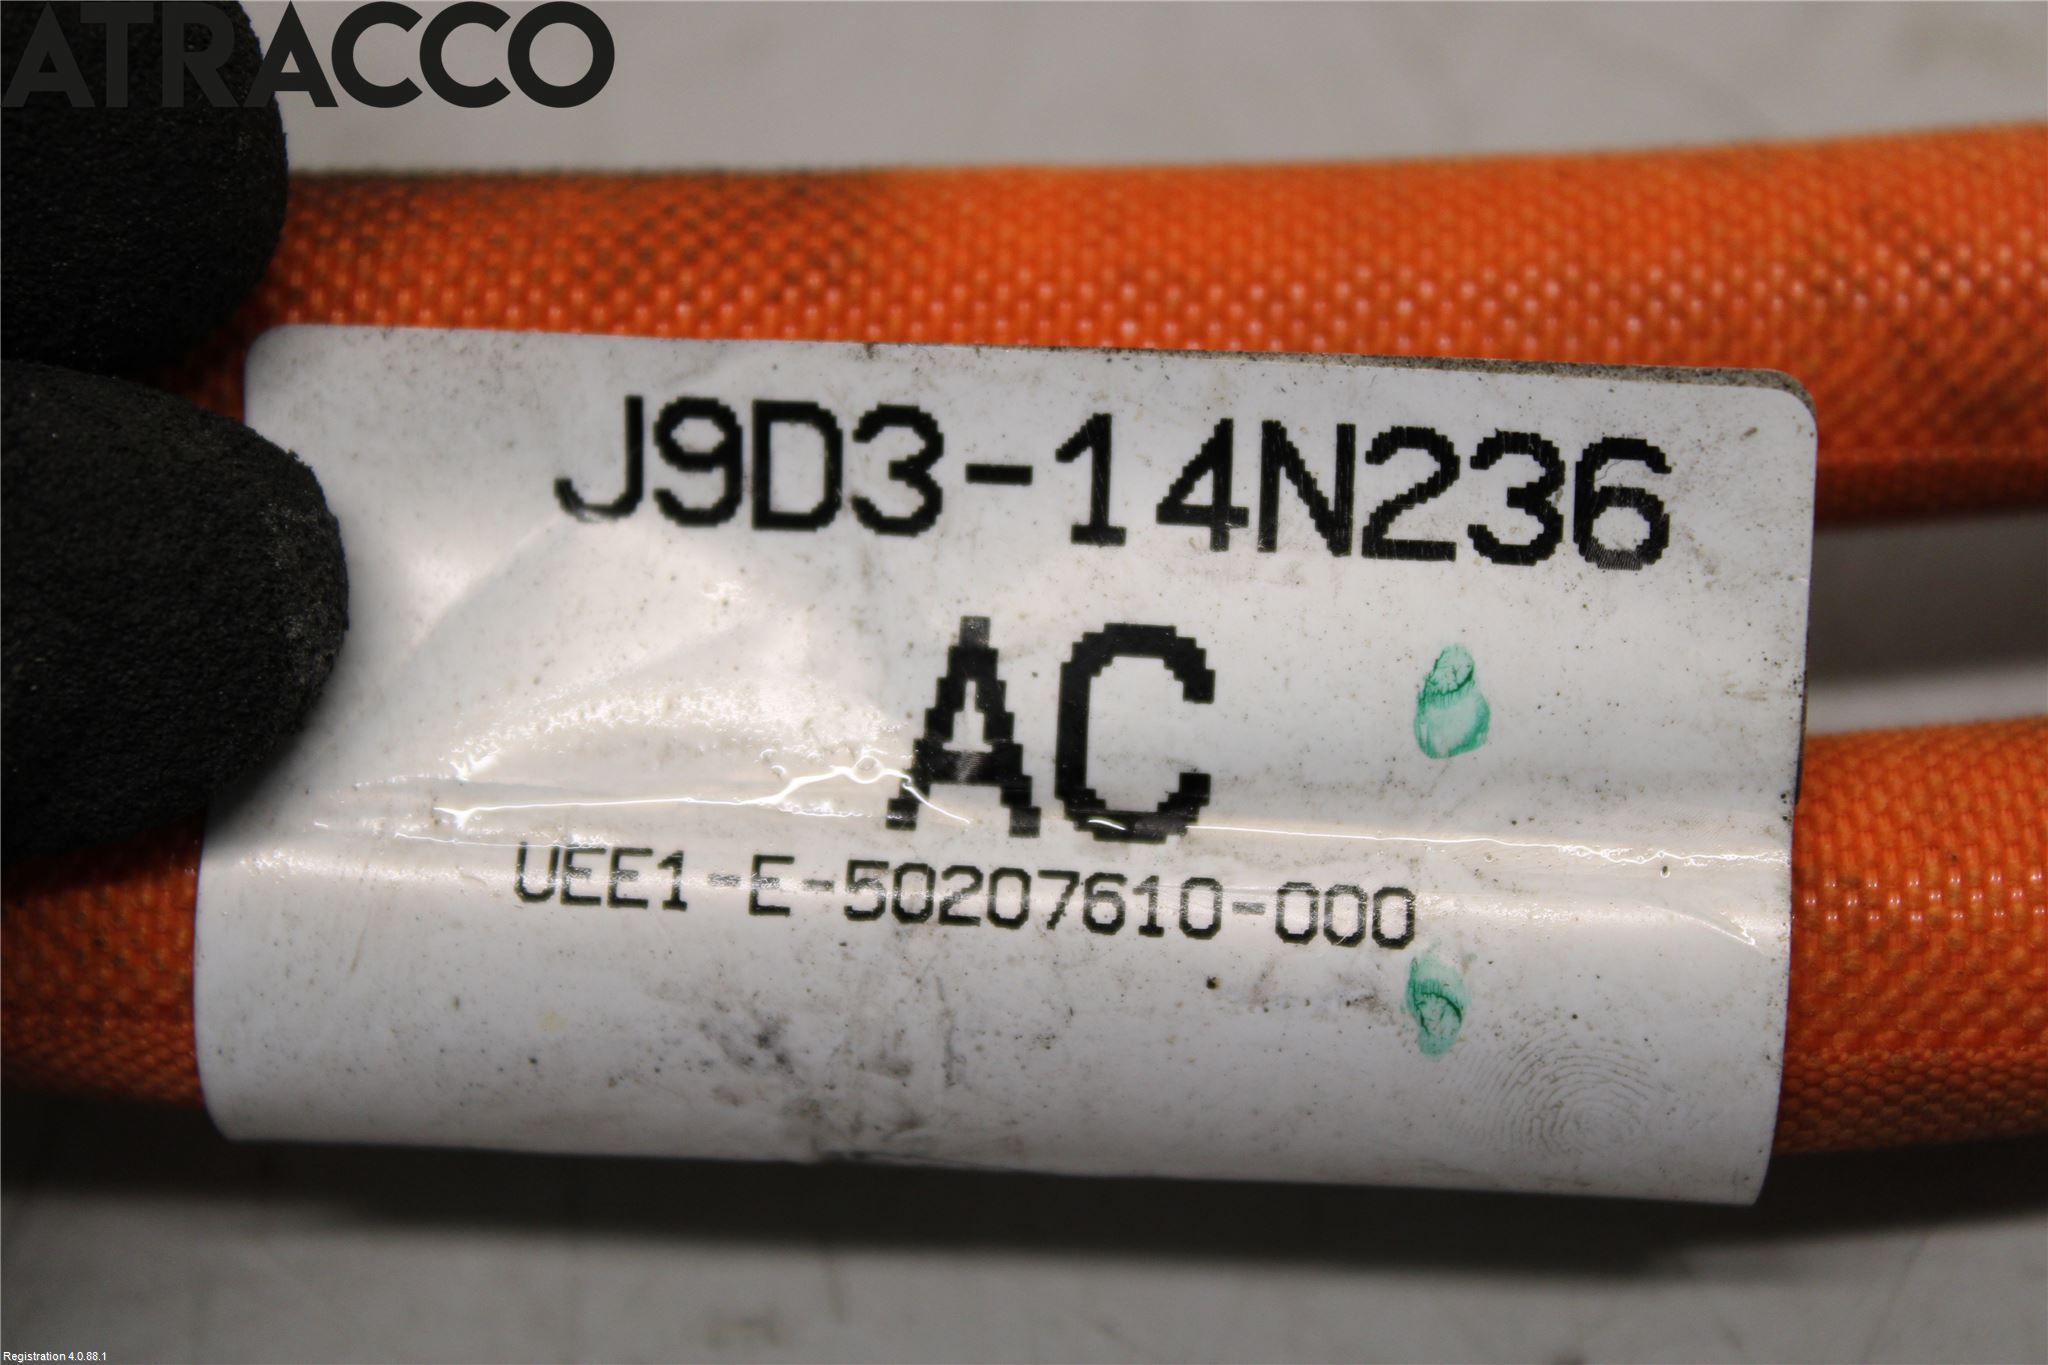 ATRACCO
J9D3-14N236
AC
UEE1-E-50207610-000
Registration 4.0.88.1